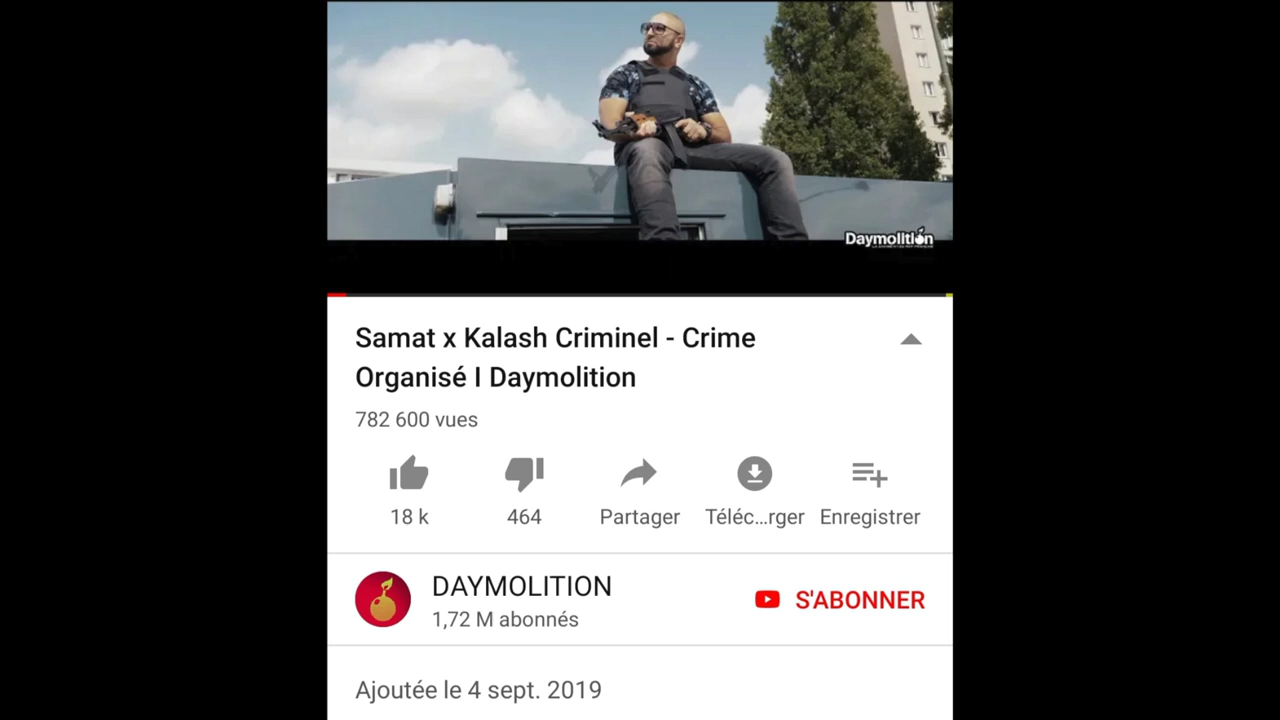 Daymolition
Samat x Kalash Criminel - Crime
Organisé I Daymolition
782 600 vues
18 k
464
Partager
Téléc...rger
Enregistrer
DAYMOLITION
1,72 M abonnés
S'ABONNER
Ajoutée le 4 sept. 2019